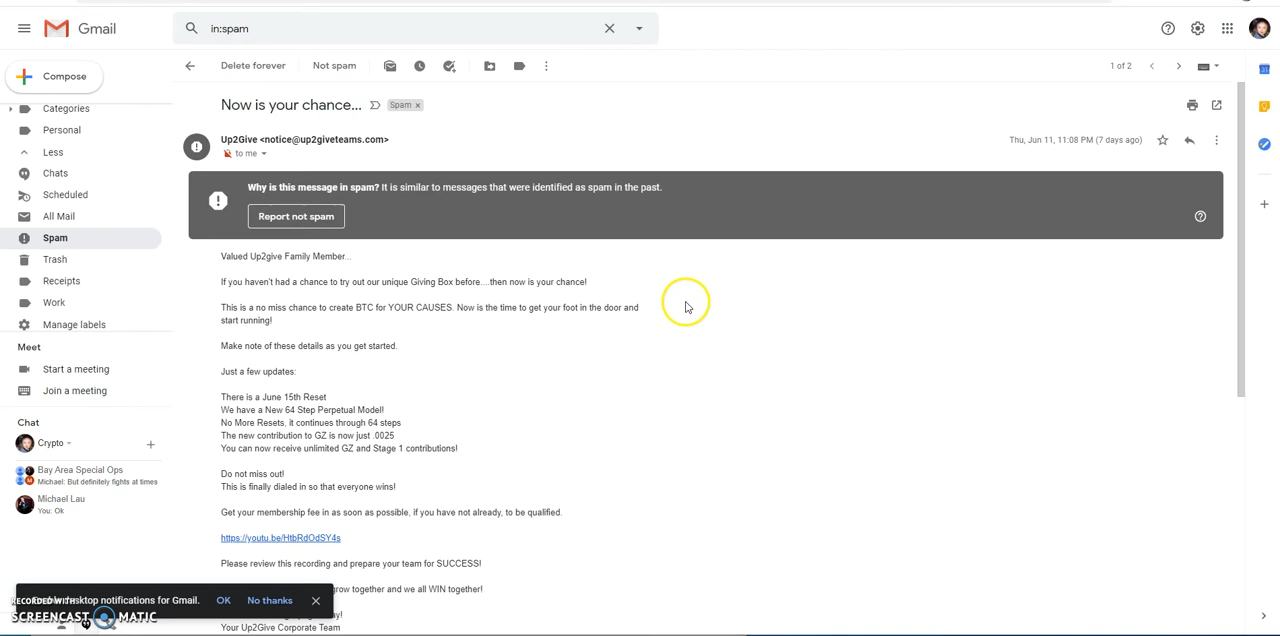 Gmail
in:spam
Compose
Delete forever
Not spam
1 of 2
Categories
Personal
Less
Chats
Scheduled
All Mail
Spam
Trash
Receipts
Work
Manage labels
Meet
Start a meeting
Join a meeting
Chat
Crypto
Bay Area Special Ops
Michael: But definitely fights at times
Michael Lau
You: Ok
Now is your chance...
Spam x
Up2Give <notice@up2giveteams.com>
Thu, Jun 11, 11:08 PM (7 days ago)
to me
Why is this message in spam? It is similar to messages that were identified as spam in the past.
Report not spam
Valued Up2give Family Member...
If you haven't had a chance to try out our unique Giving Box before....then now is your chance!
This is a no miss chance to create BTC for YOUR CAUSES. Now is the time to get your foot in the door and
start running!
Make note of these details as you get started.
Just a few updates:
There is a June 15th Reset
We have a New 64 Step Perpetual Model!
No More Resets, it continues through 64 steps
The new contribution to GZ is now just .0025
You can now receive unlimited GZ and Stage 1 contributions!
Do not miss out!
This is finally dialed in so that everyone wins!
Get your membership fee in as soon as possible, if you have not already, to be qualified.
https://youtu.be/HtbRdOdSY4s
Please review this recording and prepare your team for SUCCESS!
grow together and we all WIN together!
Your Up2Give Corporate Team
desktop notifications for Gmail.
OK
No thanks
RECORDED WITH
SCREENCAST MATIC
31